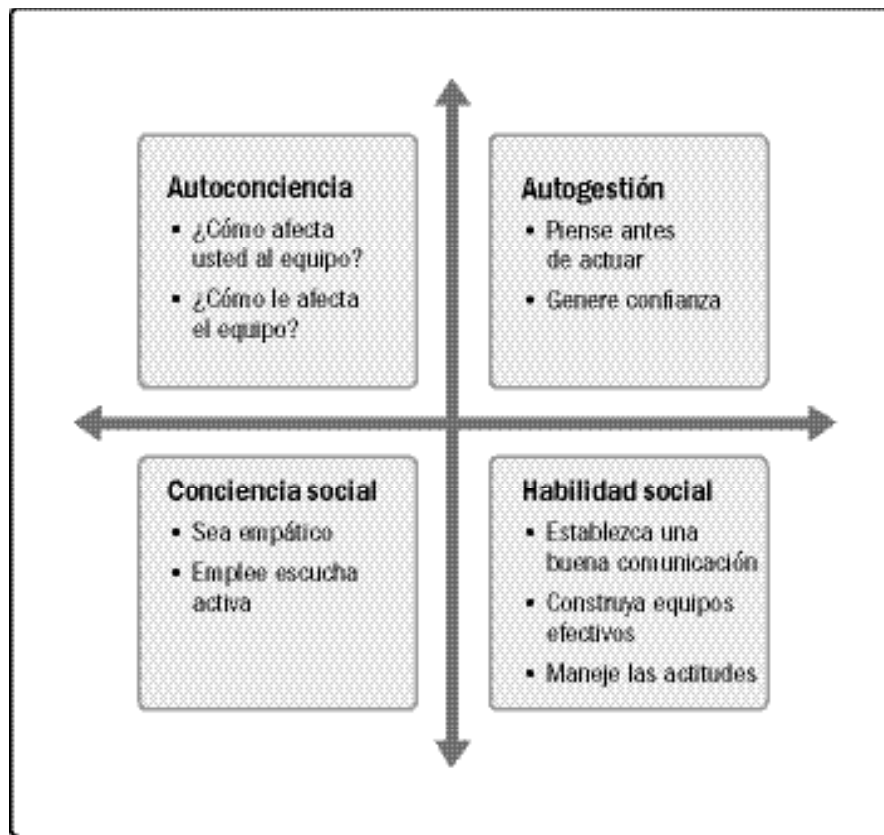 Autoconciencia
▪ ¿Cómo afecta
usted al equipo?
▪ ¿Cómo le afecta
el equipo?
Autogestión
• Piense antes
de actuar
• Genere confianza
Conciencia social
▪ Sea empático
▪ Emplee escucha
activa
Habilidad social
▪ Establezca una
buena comunicación
▪ Construya equipos
efectivos
▪ Maneje las actitudes